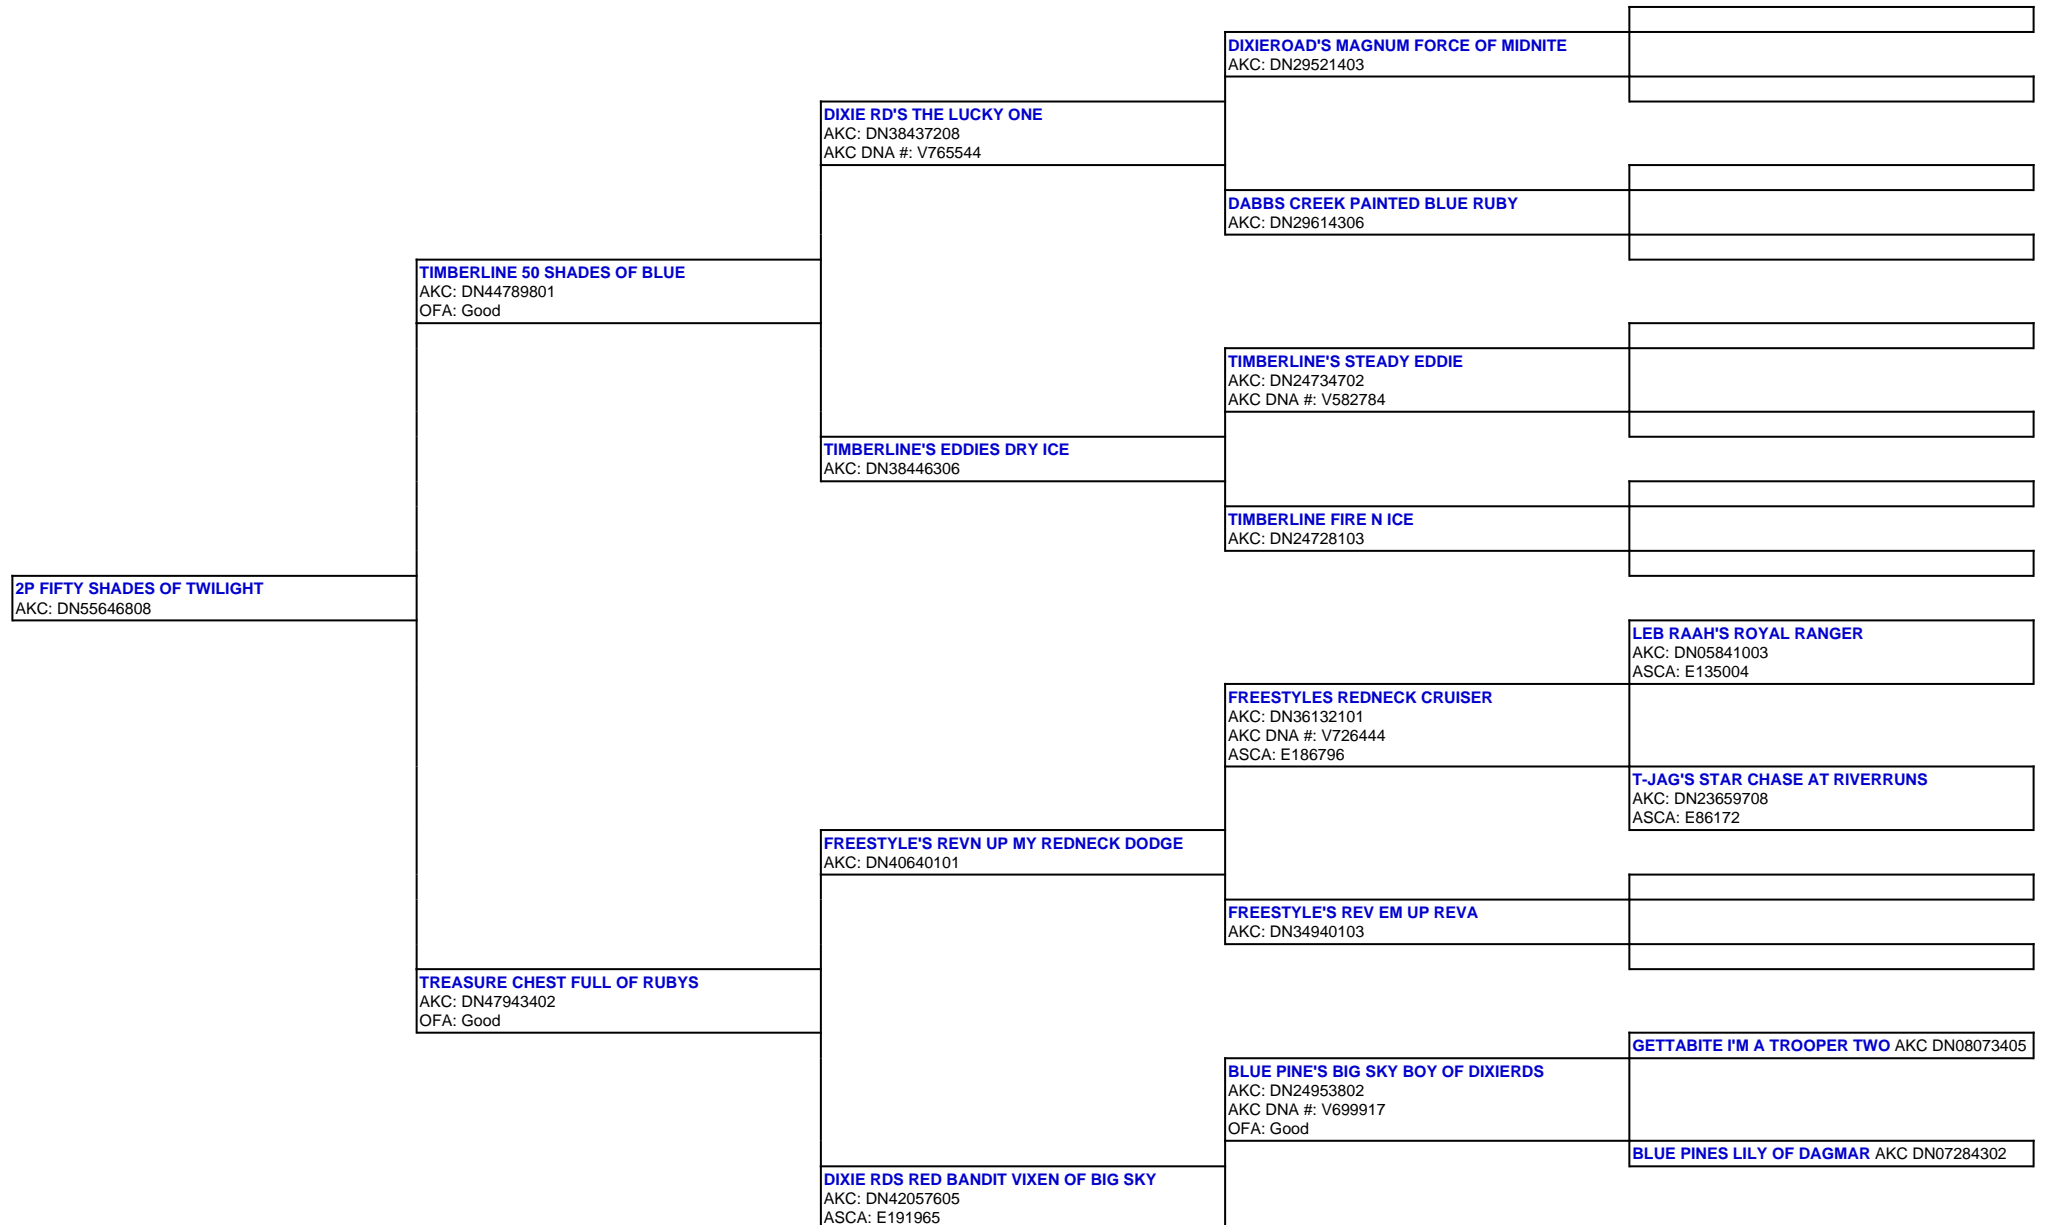 DIXIEROAD'S MAGNUM FORCE OF MIDNITE
AKC: DN29521403
DIXIE RD'S THE LUCKY ONE
AKC: DN38437208
AKC DNA #: V765544
DABBS CREEK PAINTED BLUE RUBY
AKC: DN29614306
TIMBERLINE 50 SHADES OF BLUE
AKC: DN44789801
OFA: Good
TIMBERLINE'S STEADY EDDIE
AKC: DN24734702
AKC DNA #: V582784
TIMBERLINE'S EDDIES DRY ICE
AKC: DN38446306
TIMBERLINE FIRE N ICE
AKC: DN24728103
2P FIFTY SHADES OF TWILIGHT
AKC: DN55646808
LEB RAAH'S ROYAL RANGER
AKC: DN05841003
ASCA: E135004
FREESTYLES REDNECK CRUISER
AKC: DN36132101
AKC DNA #: V726444
ASCA: E186796
T-JAG'S STAR CHASE AT RIVERRUNS
AKC: DN23659708
ASCA: E86172
FREESTYLE'S REVN UP MY REDNECK DODGE
AKC: DN40640101
FREESTYLE'S REV EM UP REVA
AKC: DN34940103
TREASURE CHEST FULL OF RUBYS
AKC: DN47943402
OFA: Good
GETTABITE I'M A TROOPER TWO AKC DN08073405
BLUE PINE'S BIG SKY BOY OF DIXIERDS
AKC: DN24953802
AKC DNA #: V699917
OFA: Good
BLUE PINES LILY OF DAGMAR AKC DN07284302
DIXIE RDS RED BANDIT VIXEN OF BIG SKY
AKC: DN42057605
ASCA: E191965